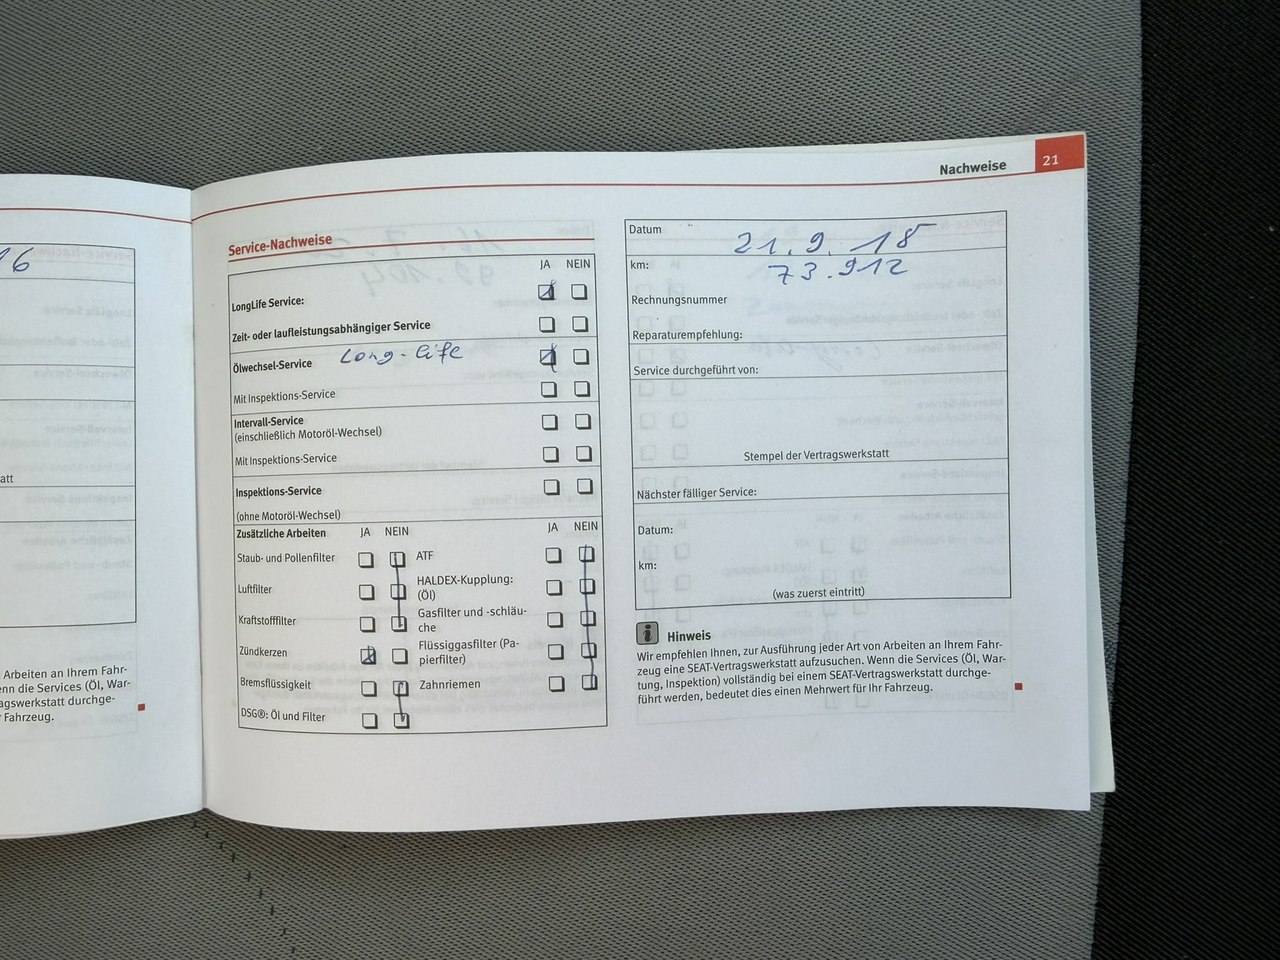 16
statt
Arbeiten an Ihrem Fahr-
enn die Services (Öl, War-
agswerkstatt durchge-
Fahrzeug.
Nachweise 21
Service-Nachweise
JA NEIN
LongLife Service:
Zeit- oder laufleistungsabhängiger Service
Ölwechsel-Service Long-life
Mit Inspektions-Service
Intervall-Service
(einschließlich Motoröl-Wechsel)
Mit Inspektions-Service
Inspektions-Service
(ohne Motoröl-Wechsel)
Zusätzliche Arbeiten JA NEIN JA NEIN
Staub- und Pollenfilter ATF
Luftfilter HALDEX-Kupplung:
(Öl)
Kraftstofffilter Gasfilter und -schläu-
che
Zündkerzen Flüssiggasfilter (Pa-
pierfilter)
Bremsflüssigkeit Zahnriemen
DSG®: Öl und Filter
Datum 21.9.18
km: 73.912
Rechnungsnummer
Reparaturempfehlung:
Service durchgeführt von:
Stempel der Vertragswerkstatt
Nächster fälliger Service:
Datum:
km:
(was zuerst eintritt)
i Hinweis
Wir empfehlen Ihnen, zur Ausführung jeder Art von Arbeiten an Ihrem Fahr-
zeug eine SEAT-Vertragswerkstatt aufzusuchen. Wenn die Services (Öl, War-
tung, Inspektion) vollständig bei einem SEAT-Vertragswerkstatt durchge-
führt werden, bedeutet dies einen Mehrwert für Ihr Fahrzeug.